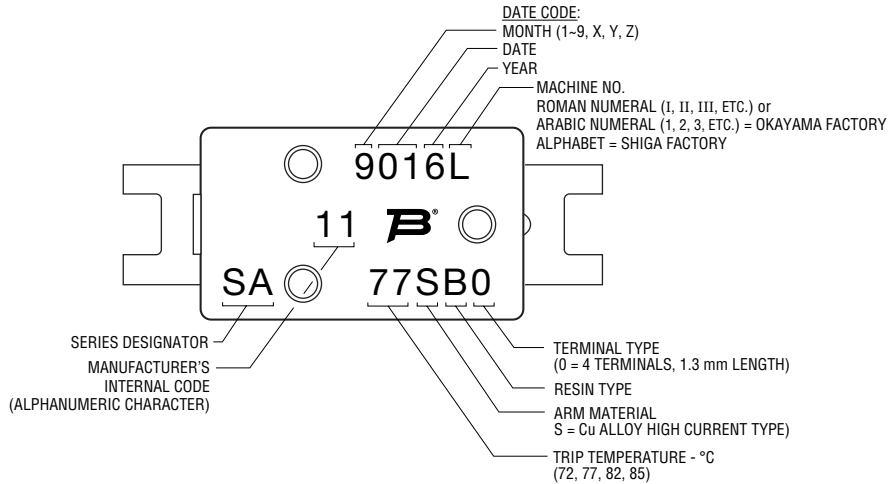 DATE CODE:
MONTH (1~9, X, Y, Z)
DATE
YEAR
MACHINE NO.
ROMAN NUMERAL (I, II, III, ETC.) or
ARABIC NUMERAL (1, 2, 3, ETC.) = OKAYAMA FACTORY
ALPHABET = SHIGA FACTORY
9016L
11
B®
SA
77SB0
SERIES DESIGNATOR
MANUFACTURER'S
INTERNAL CODE
(ALPHANUMERIC CHARACTER)
TERMINAL TYPE
(0 = 4 TERMINALS, 1.3 mm LENGTH)
RESIN TYPE
ARM MATERIAL
S = Cu ALLOY HIGH CURRENT TYPE)
TRIP TEMPERATURE - °C
(72, 77, 82, 85)